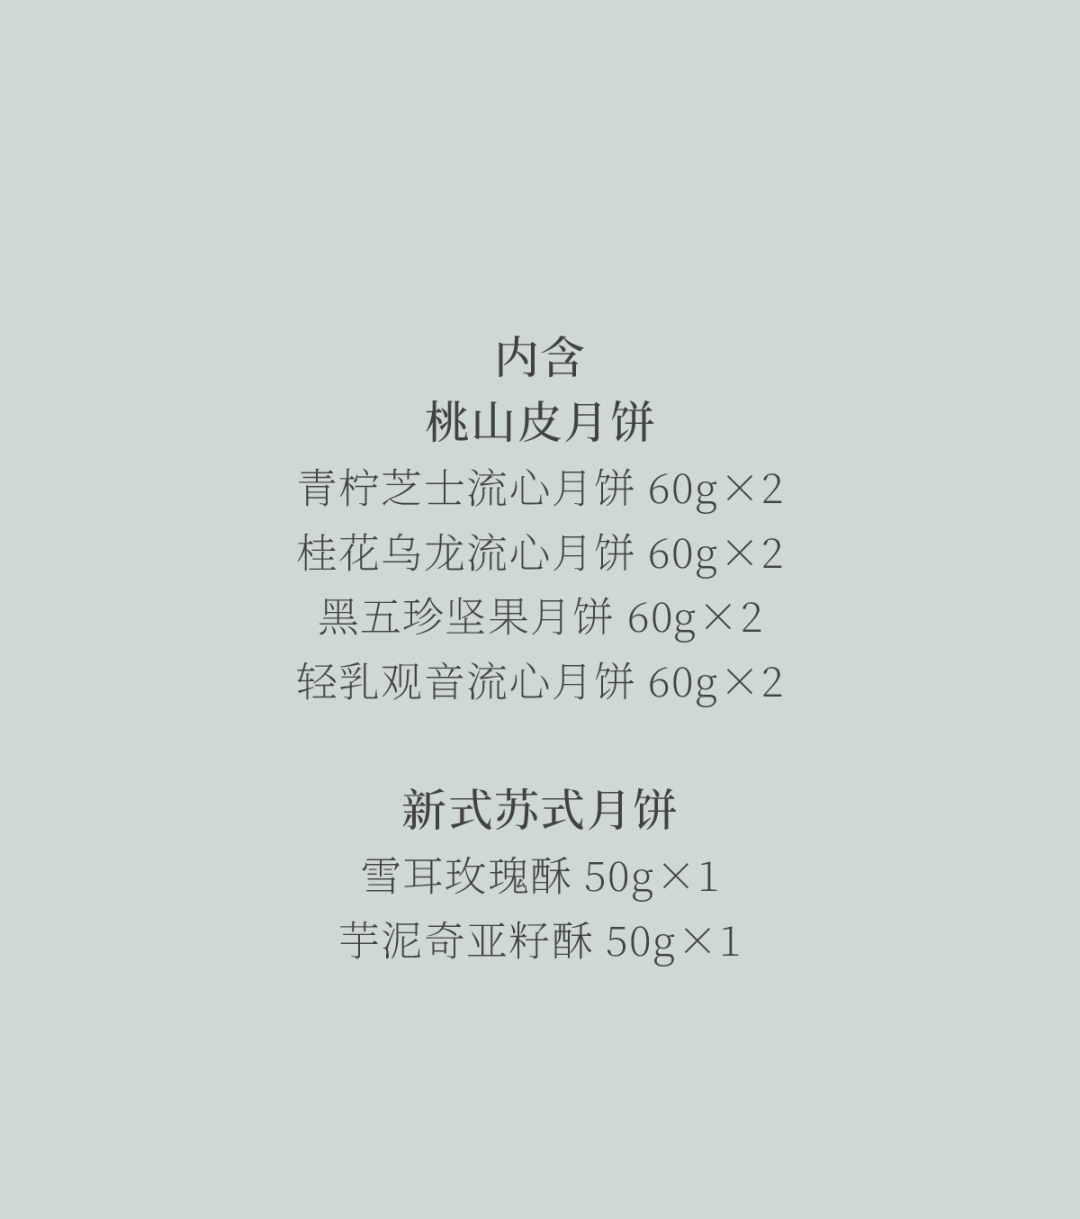 内含
桃山皮月饼
青柠芝士流心月饼 60g×2
桂花乌龙流心月饼 60g×2
黑五珍坚果月饼 60g×2
轻乳观音流心月饼 60g×2
新式苏式月饼
雪耳玫瑰酥 50g×1
芋泥奇亚籽酥 50g×1